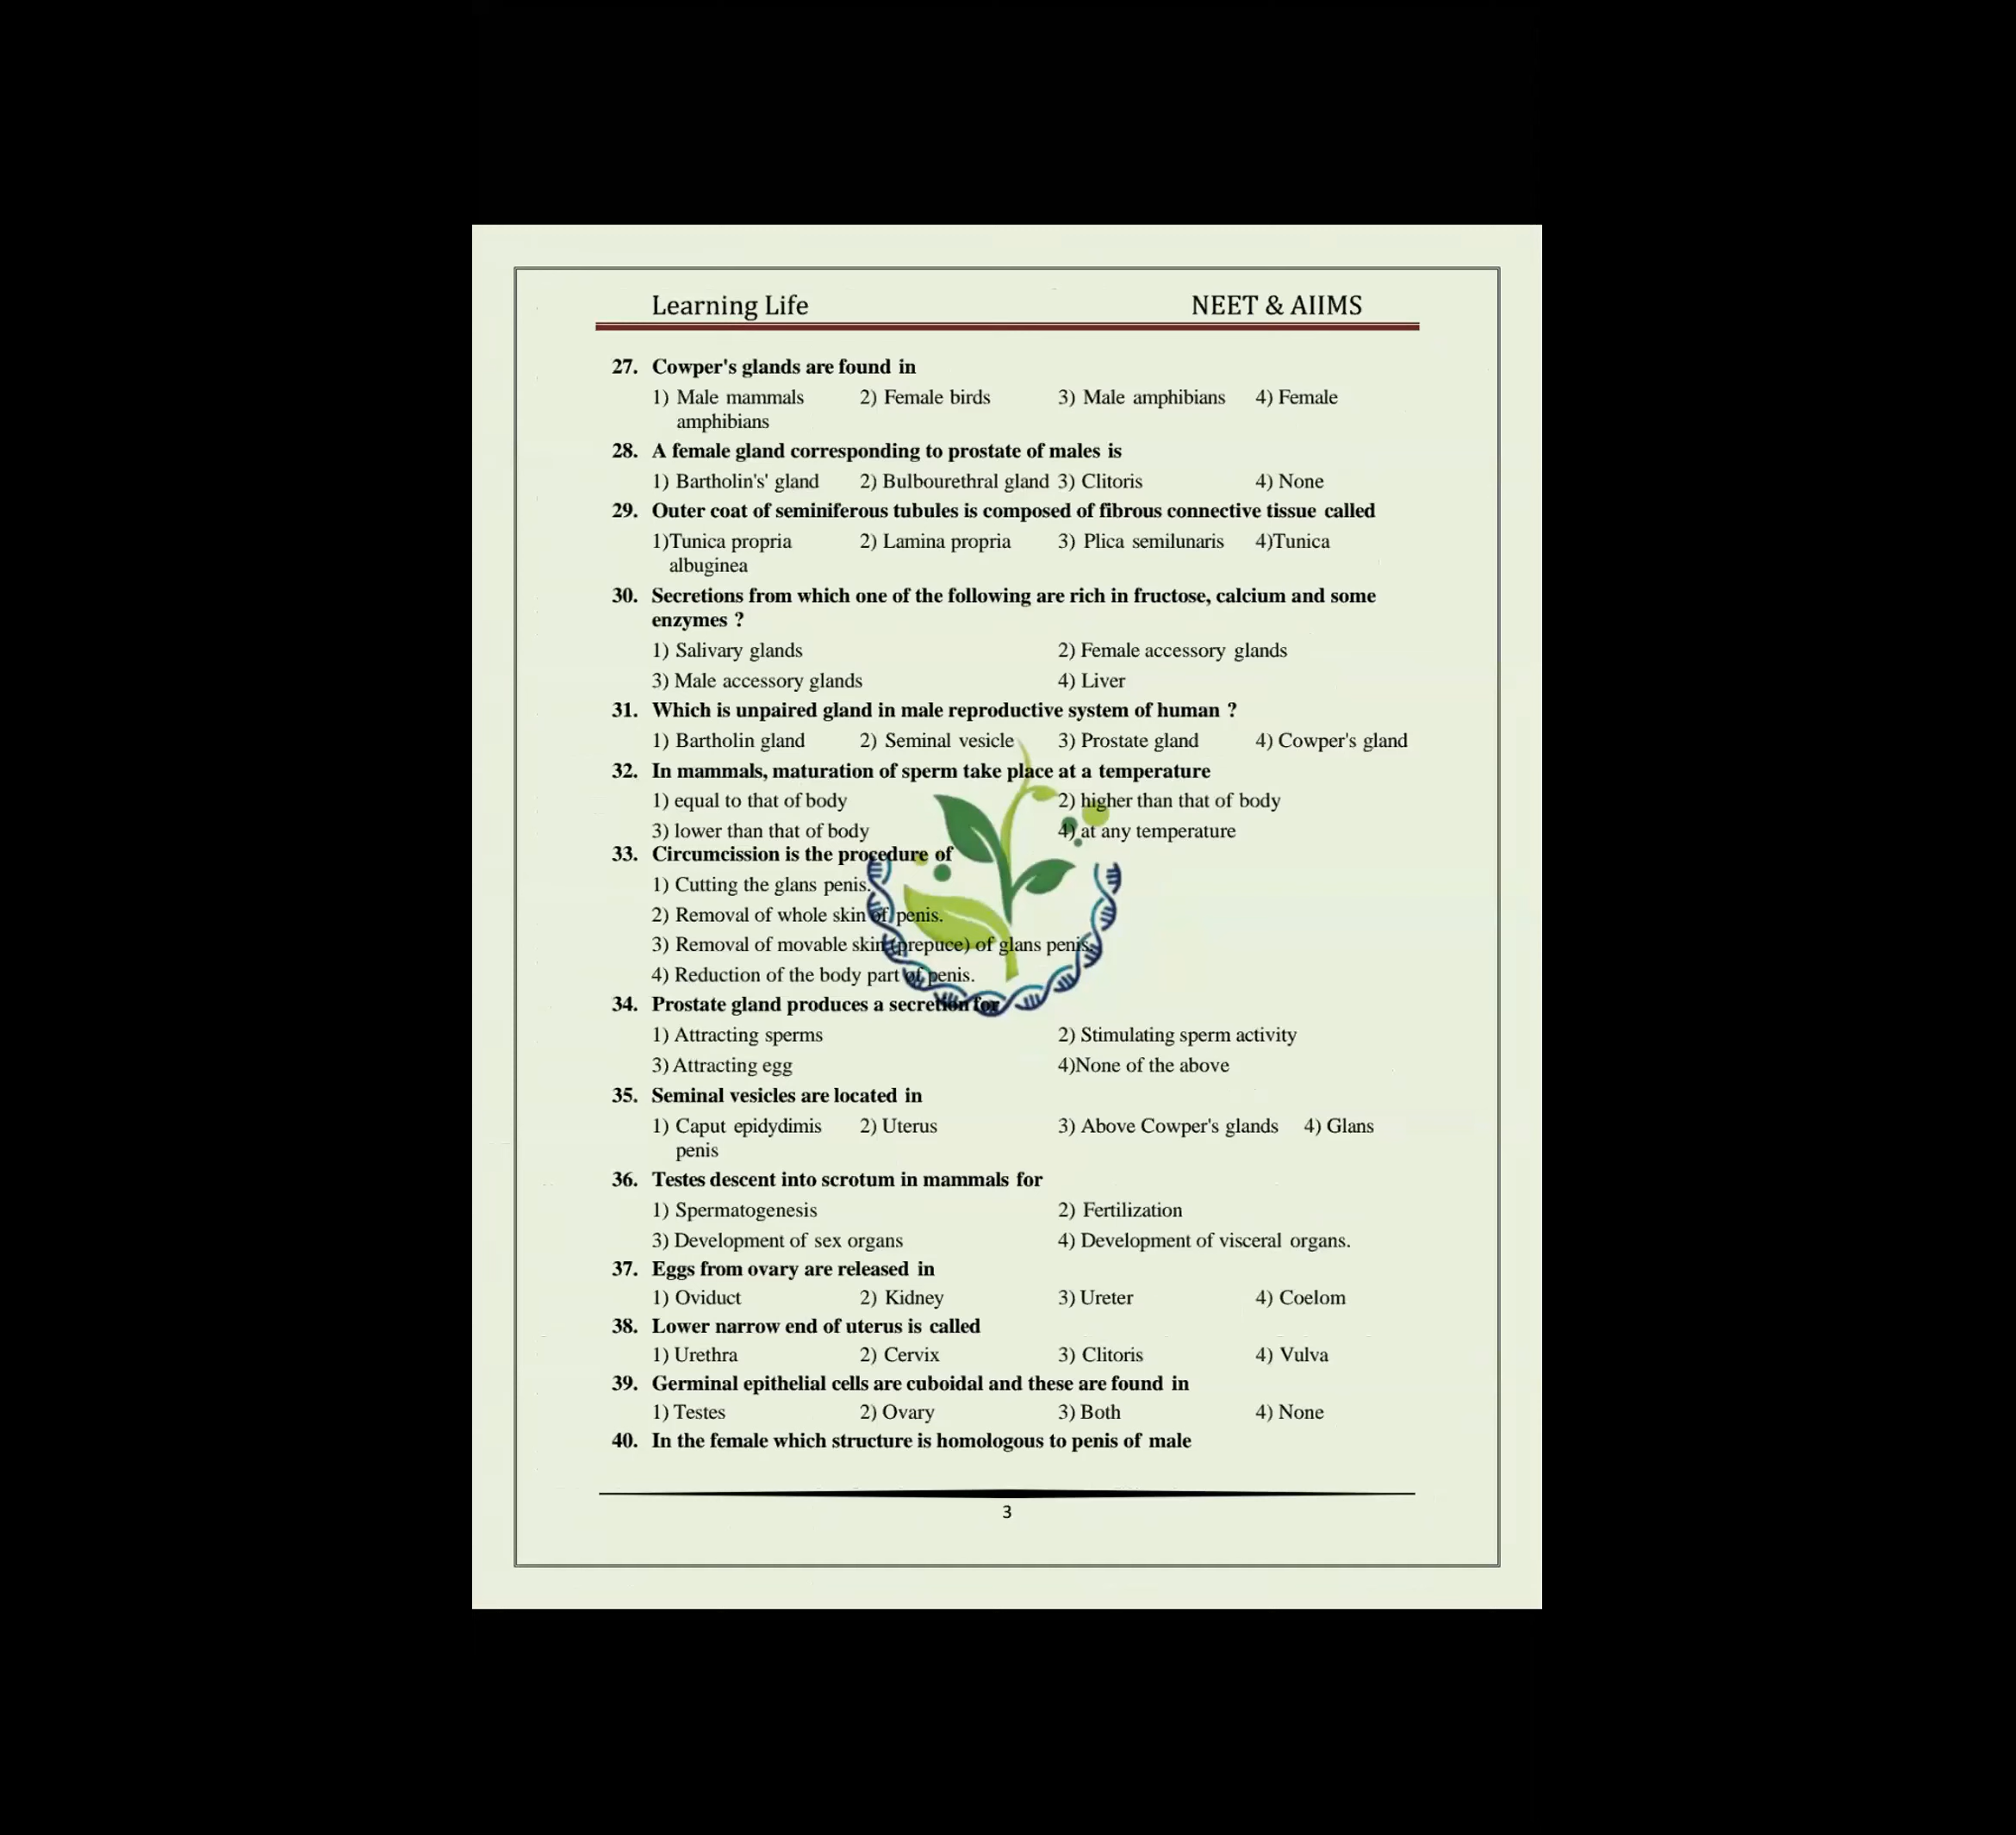 Learning Life NEET & AIIMS
27. Cowper's glands are found in
1) Male mammals 2) Female birds 3) Male amphibians 4) Female
amphibians
28. A female gland corresponding to prostate of males is
1) Bartholin's' gland 2) Bulbourethral gland 3) Clitoris 4) None
29. Outer coat of seminiferous tubules is composed of fibrous connective tissue called
1)Tunica propria 2) Lamina propria 3) Plica semilunaris 4)Tunica
albuginea
30. Secretions from which one of the following are rich in fructose, calcium and some
enzymes ?
1) Salivary glands 2) Female accessory glands
3) Male accessory glands 4) Liver
31. Which is unpaired gland in male reproductive system of human ?
1) Bartholin gland 2) Seminal vesicle 3) Prostate gland 4) Cowper's gland
32. In mammals, maturation of sperm take place at a temperature
1) equal to that of body 2) higher than that of body
3) lower than that of body 4) at any temperature
33. Circumcission is the procedure of
1) Cutting the glans penis.
2) Removal of whole skin of penis.
3) Removal of movable skin (prepuce) of glans penis.
4) Reduction of the body part of penis.
34. Prostate gland produces a secretion for
1) Attracting sperms 2) Stimulating sperm activity
3) Attracting egg 4)None of the above
35. Seminal vesicles are located in
1) Caput epidydimis 2) Uterus 3) Above Cowper's glands 4) Glans
penis
36. Testes descent into scrotum in mammals for
1) Spermatogenesis 2) Fertilization
3) Development of sex organs 4) Development of visceral organs.
37. Eggs from ovary are released in
1) Oviduct 2) Kidney 3) Ureter 4) Coelom
38. Lower narrow end of uterus is called
1) Urethra 2) Cervix 3) Clitoris 4) Vulva
39. Germinal epithelial cells are cuboidal and these are found in
1) Testes 2) Ovary 3) Both 4) None
40. In the female which structure is homologous to penis of male
3